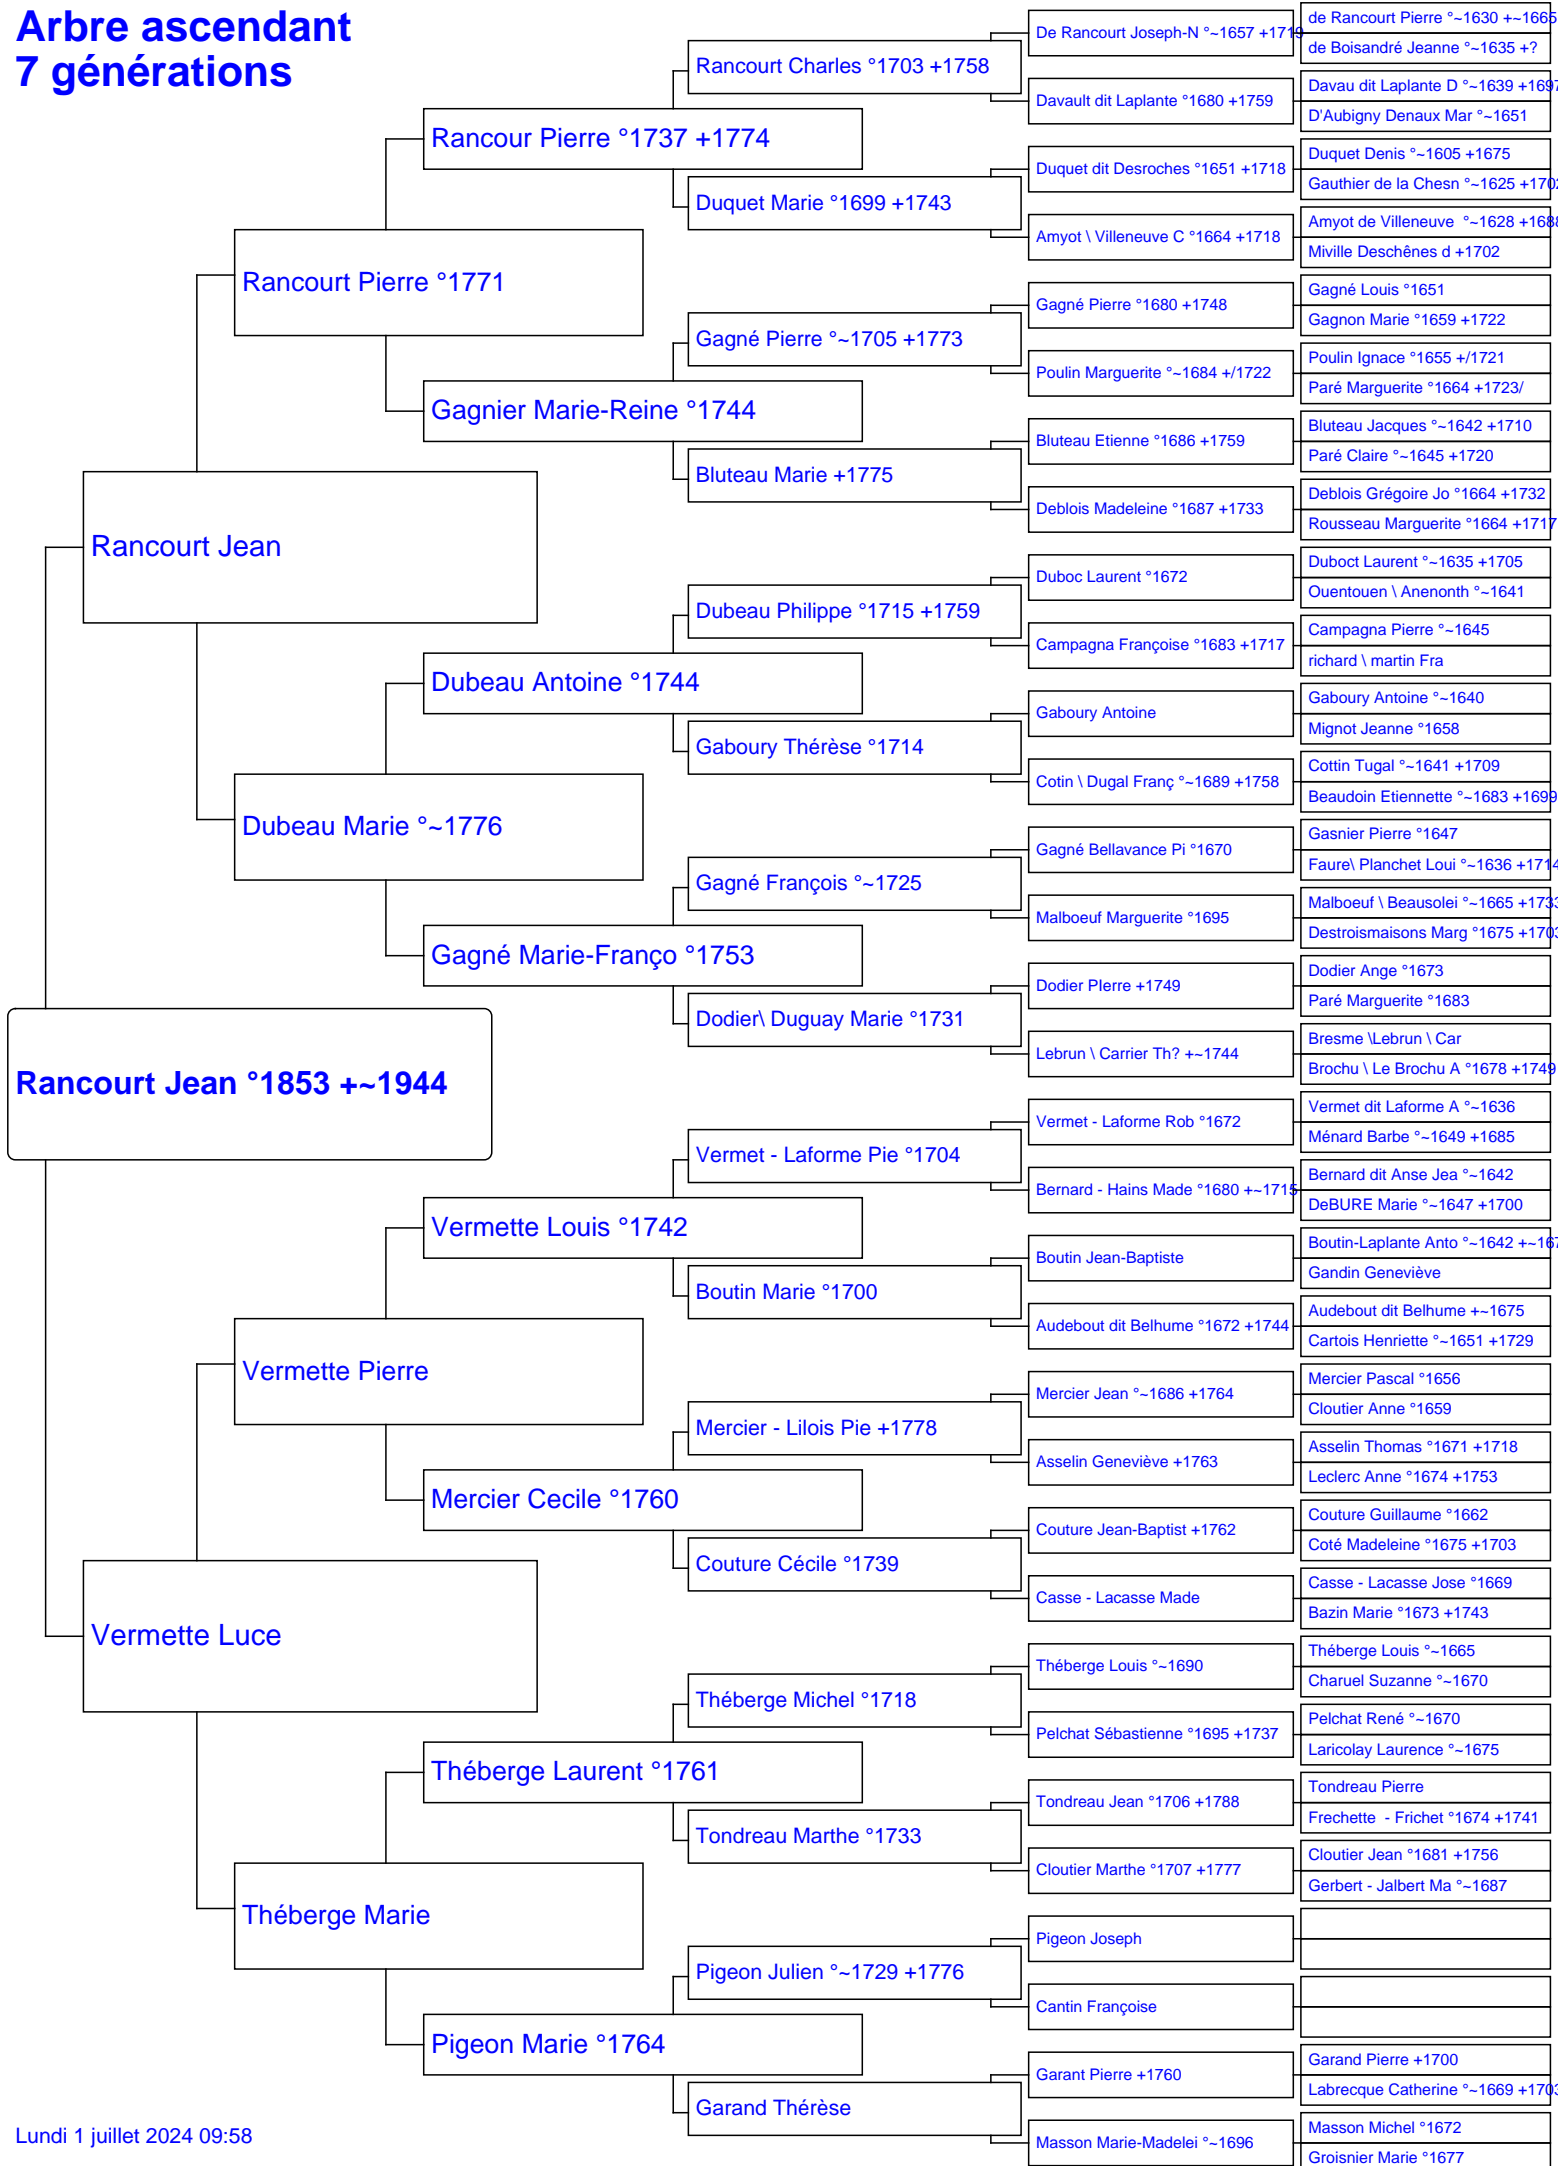 Arbre ascendant
7 générations
Rancourt Jean °1853 +~1944
Rancourt Jean
Vermette Luce
Rancourt Pierre °1771
Dubeau Marie °~1776
Vermette Pierre
Théberge Marie
Rancour Pierre °1737 +1774
Gagnier Marie-Reine °1744
Dubeau Antoine °1744
Gagné Marie-Franço °1753
Vermette Louis °1742
Mercier Cecile °1760
Théberge Laurent °1761
Pigeon Marie °1764
Rancourt Charles °1703 +1758
Duquet Marie °1699 +1743
Gagné Pierre °~1705 +1773
Bluteau Marie +1775
Dubeau Philippe °1715 +1759
Gaboury Thérèse °1714
Gagné François °~1725
Dodier\ Duguay Marie °1731
Vermet - Laforme Pie °1704
Boutin Marie °1700
Mercier - Lilois Pie +1778
Couture Cécile °1739
Théberge Michel °1718
Tondreau Marthe °1733
Pigeon Julien °~1729 +1776
Garand Thérèse
De Rancourt Joseph-N °~1657 +1719
Davault dit Laplante °1680 +1759
Duquet dit Desroches °1651 +1718
Amyot \ Villeneuve C °1664 +1718
Gagné Pierre °1680 +1748
Poulin Marguerite °~1684 +/1722
Bluteau Etienne °1686 +1759
Deblois Madeleine °1687 +1733
Duboc Laurent °1672
Campagna Françoise °1683 +1717
Gaboury Antoine
Cotin \ Dugal Franç °~1689 +1758
Gagné Bellavance Pi °1670
Malboeuf Marguerite °1695
Dodier PIerre +1749
Lebrun \ Carrier Th? +~1744
Vermet - Laforme Rob °1672
Bernard - Hains Made °1680 +~1715
Boutin Jean-Baptiste
Audebout dit Belhume °1672 +1744
Mercier Jean °~1686 +1764
Asselin Geneviève +1763
Couture Jean-Baptist +1762
Casse - Lacasse Made
Théberge Louis °~1690
Pelchat Sébastienne °1695 +1737
Tondreau Jean °1706 +1788
Cloutier Marthe °1707 +1777
Pigeon Joseph
Cantin Françoise
Garant Pierre +1760
Masson Marie-Madelei °~1696
de Rancourt Pierre °~1630 +~1665
de Boisandré Jeanne °~1635 +?
Davau dit Laplante D °~1639 +1697
D'Aubigny Denaux Mar °~1651
Duquet Denis °~1605 +1675
Gauthier de la Chesn °~1625 +1702
Amyot de Villeneuve °~1628 +1688
Miville Deschênes d +1702
Gagné Louis °1651
Gagnon Marie °1659 +1722
Poulin Ignace °1655 +/1721
Paré Marguerite °1664 +1723/
Bluteau Jacques °~1642 +1710
Paré Claire °~1645 +1720
Deblois Grégoire Jo °1664 +1732
Rousseau Marguerite °1664 +1717
Duboct Laurent °~1635 +1705
Ouentouen \ Anenonth °~1641
Campagna Pierre °~1645
richard \ martin Fra
Gaboury Antoine °~1640
Mignot Jeanne °1658
Cottin Tugal °~1641 +1709
Beaudoin Etiennette °~1683 +1699
Gasnier Pierre °1647
Faure\ Planchet Loui °~1636 +1714
Malboeuf \ Beausolei °~1665 +1733
Destroismaisons Marg °1675 +1703
Dodier Ange °1673
Paré Marguerite °1683
Bresme \Lebrun \ Car
Brochu \ Le Brochu A °1678 +1749
Vermet dit Laforme A °~1636
Ménard Barbe °~1649 +1685
Bernard dit Anse Jea °~1642
DeBURE Marie °~1647 +1700
Boutin-Laplante Anto °~1642 +~167
Gandin Geneviève
Audebout dit Belhume +~1675
Cartois Henriette °~1651 +1729
Mercier Pascal °1656
Cloutier Anne °1659
Asselin Thomas °1671 +1718
Leclerc Anne °1674 +1753
Couture Guillaume °1662
Coté Madeleine °1675 +1703
Casse - Lacasse Jose °1669
Bazin Marie °1673 +1743
Théberge Louis °~1665
Charuel Suzanne °~1670
Pelchat René °~1670
Laricolay Laurence °~1675
Tondreau Pierre
Frechette - Frichet °1674 +1741
Cloutier Jean °1681 +1756
Gerbert - Jalbert Ma °~1687
Garand Pierre +1700
Labrecque Catherine °~1669 +1703
Masson Michel °1672
Groisnier Marie °1677
Lundi 1 juillet 2024 09:58